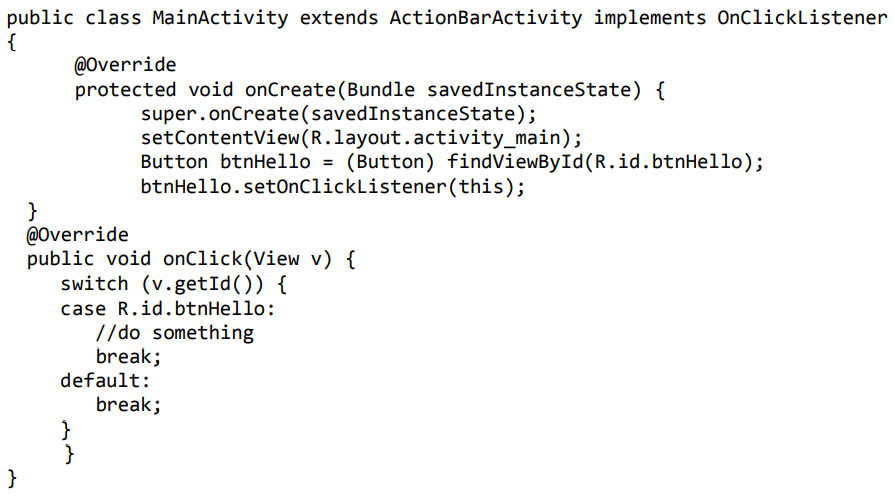 public class MainActivity extends ActionBarActivity implements OnClickListener
{
@Override
protected void onCreate(Bundle savedInstanceState) {
super.onCreate(savedInstanceState);
setContentView(R.layout.activity_main);
Button btnHello = (Button) findViewById(R.id.btnHello);
btnHello.setOnClickListener(this);
}
@Override
public void onClick(View v) {
switch (v.getId()) {
case R.id.btnHello:
//do something
break;
default:
break;
}
}
}